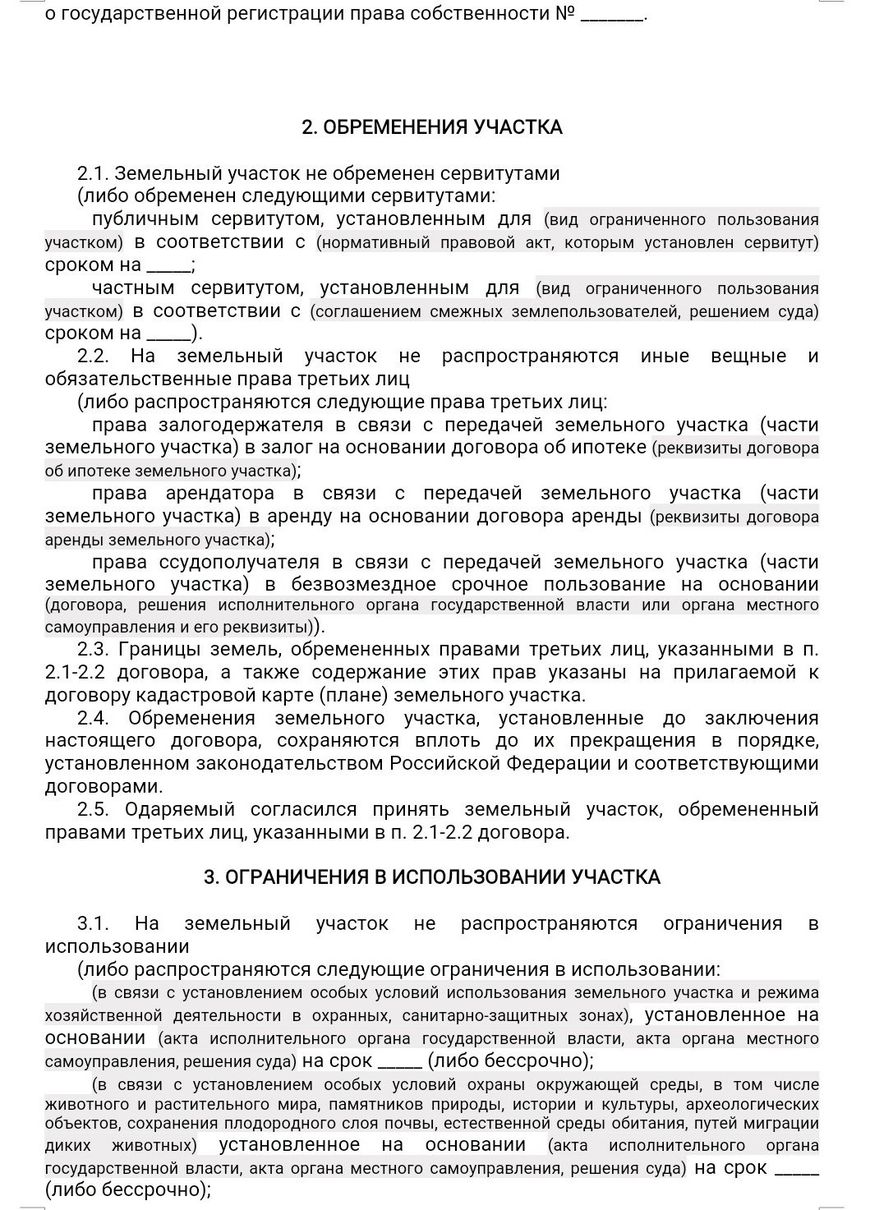 о государственной регистрации права собственности № _______.
2. ОБРЕМЕНЕНИЯ УЧАСТКА
2.1. Земельный участок не обременен сервитутами
(либо обременен следующими сервитутами:
публичным сервитутом, установленным для (вид ограниченного пользования
участком) в соответствии с (нормативный правовой акт, которым установлен сервитут)
сроком на _____;
частным сервитутом, установленным для (вид ограниченного пользования
участком) в соответствии с (соглашением смежных землепользователей, решением суда)
сроком на _____).
2.2. На земельный участок не распространяются иные вещные и
обязательственные права третьих лиц
(либо распространяются следующие права третьих лиц:
права залогодержателя в связи с передачей земельного участка (части
земельного участка) в залог на основании договора об ипотеке (реквизиты договора
об ипотеке земельного участка);
права арендатора в связи с передачей земельного участка (части
земельного участка) в аренду на основании договора аренды (реквизиты договора
аренды земельного участка);
права ссудополучателя в связи с передачей земельного участка (части
земельного участка) в безвозмездное срочное пользование на основании
(договора, решения исполнительного органа государственной власти или органа местного
самоуправления и его реквизиты)).
2.3. Границы земель, обремененных правами третьих лиц, указанными в п.
2.1-2.2 договора, а также содержание этих прав указаны на прилагаемой к
договору кадастровой карте (плане) земельного участка.
2.4. Обременения земельного участка, установленные до заключения
настоящего договора, сохраняются вплоть до их прекращения в порядке,
установленном законодательством Российской Федерации и соответствующими
договорами.
2.5. Одаряемый согласился принять земельный участок, обремененный
правами третьих лиц, указанными в п. 2.1-2.2 договора.
3. ОГРАНИЧЕНИЯ В ИСПОЛЬЗОВАНИИ УЧАСТКА
3.1. На земельный участок не распространяются ограничения в
использовании
(либо распространяются следующие ограничения в использовании:
(в связи с установлением особых условий использования земельного участка и режима
хозяйственной деятельности в охранных, санитарно-защитных зонах), установленное на
основании (акта исполнительного органа государственной власти, акта органа местного
самоуправления, решения суда) на срок _____ (либо бессрочно);
(в связи с установлением особых условий охраны окружающей среды, в том числе
животного и растительного мира, памятников природы, истории и культуры, археологических
объектов, сохранения плодородного слоя почвы, естественной среды обитания, путей миграции
диких животных) установленное на основании (акта исполнительного органа
государственной власти, акта органа местного самоуправления, решения суда) на срок _____
(либо бессрочно);